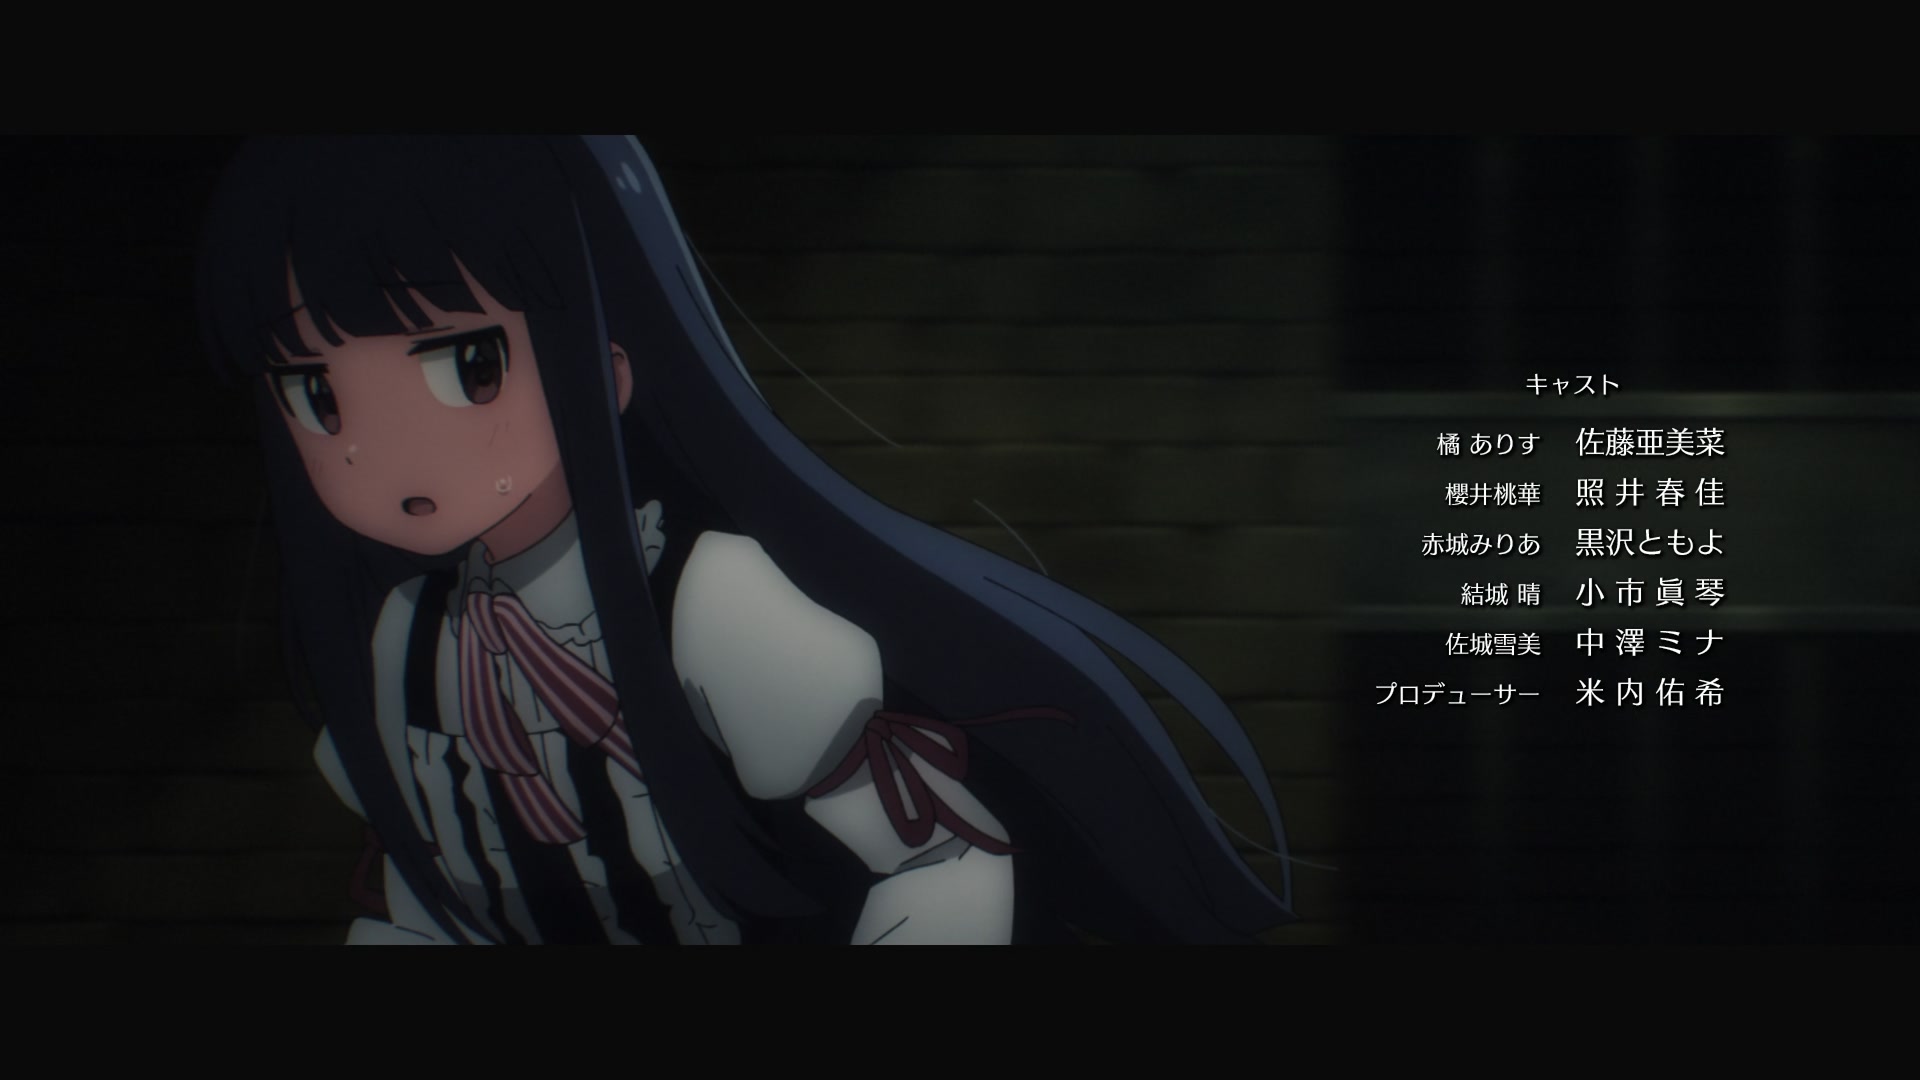 キャスト
橘 ありす 佐藤亜美菜
櫻井桃華 照井春佳
赤城みりあ 黒沢ともよ
結城 晴 小市眞琴
佐城雪美 中澤ミナ
プロデューサー 米内佑希